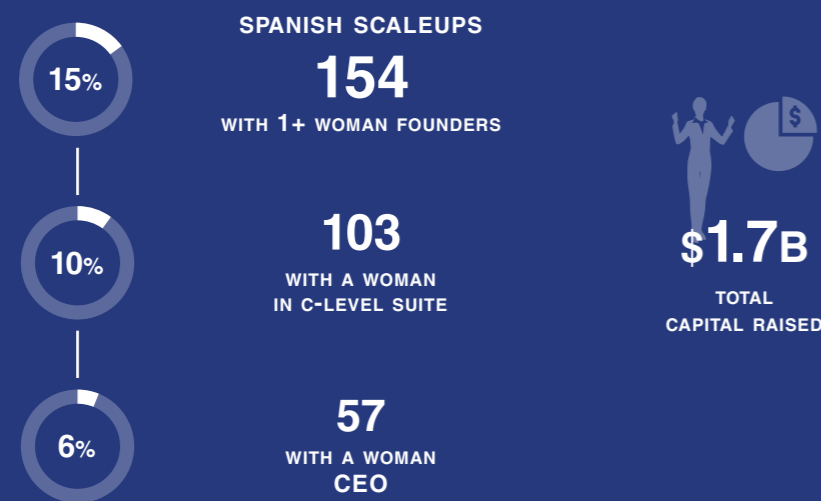 SPANISH SCALEUPS
15%
154
WITH 1+ WOMAN FOUNDERS
10%
103
WITH A WOMAN
IN C-LEVEL SUITE
6%
57
WITH A WOMAN
CEO
$
$1.7B
TOTAL
CAPITAL RAISED